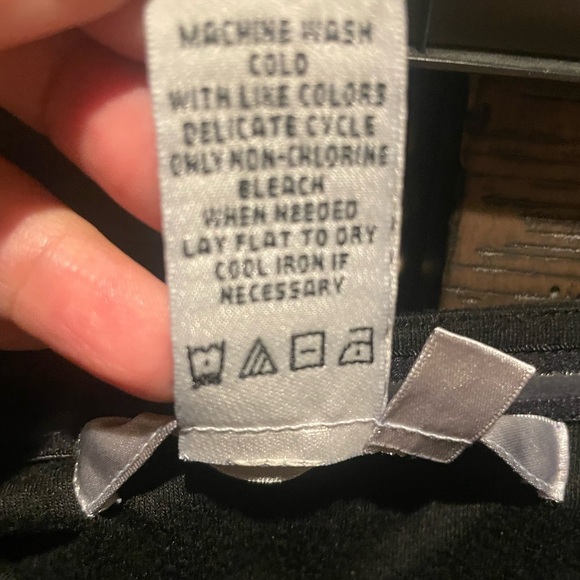 MACHINE WASH
COLD
WITH LIKE COLORS
DELICATE CYCLE
ONLY NON-CHLORINE
BLEACH
WHEN NEEDED
LAY FLAT TO DRY
COOL IRON IF
NECESSARY